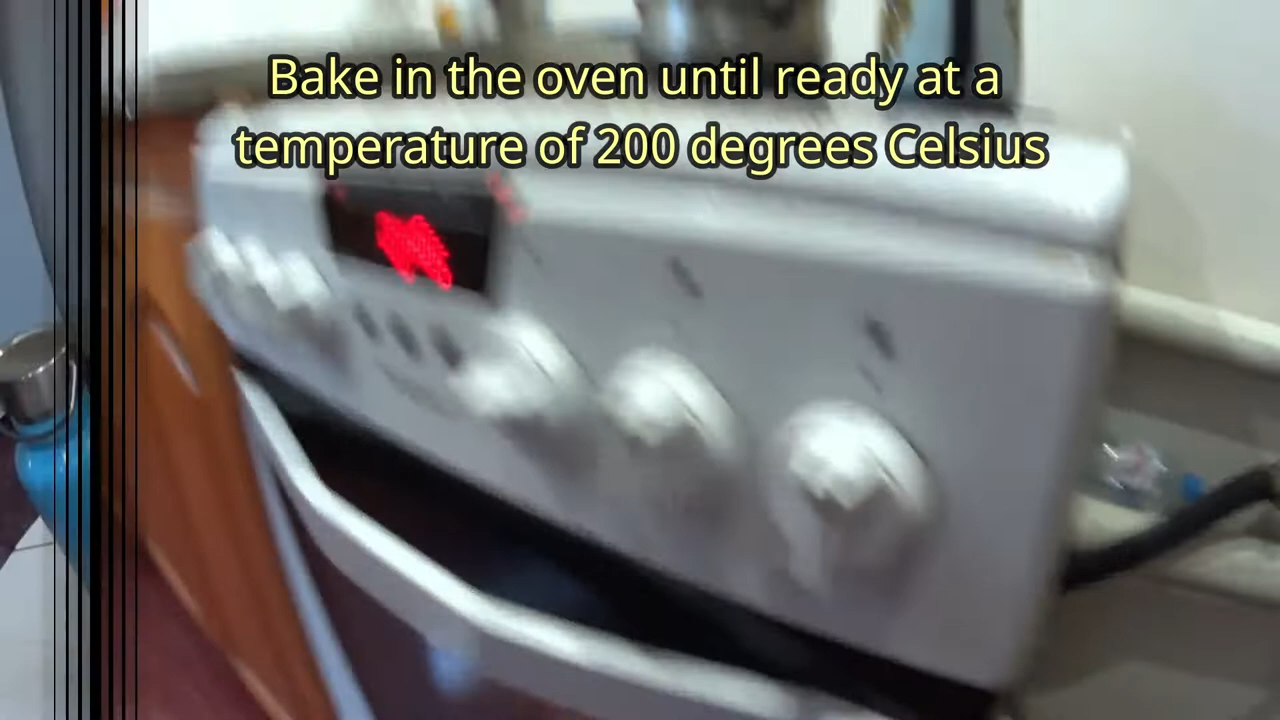 Bake in the oven until ready at a
temperature of 200 degrees Celsius